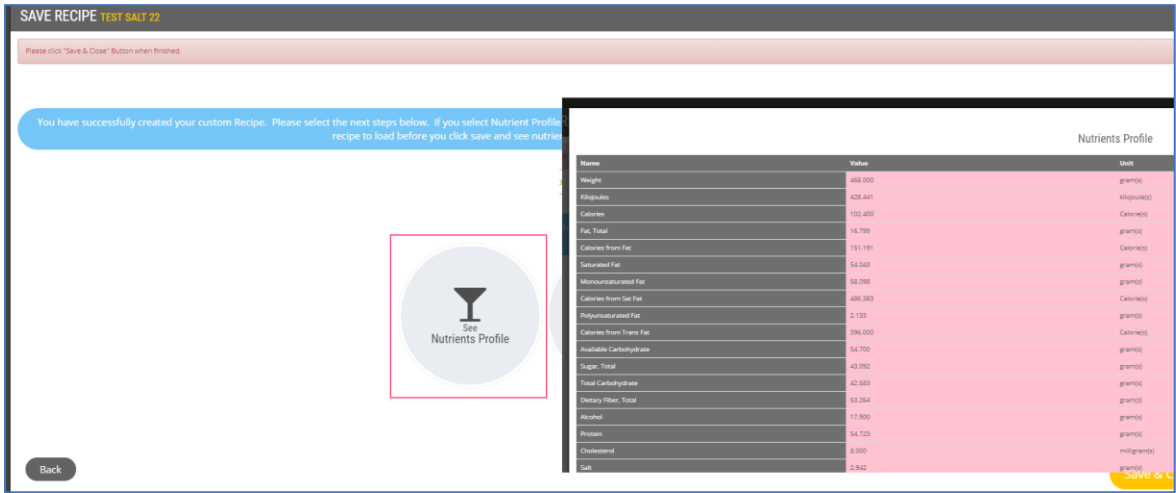 SAVE RECIPE TEST SALT 22
Please click "Save & Close" Button when finished.
You have successfully created your custom Recipe. Please select the next steps below. If you select Nutrient Profile
recipe to load before you click save and see nutrie
See
Nutrients Profile
Back
Nutrients Profile
Name Value Unit
Weight 468.000 gram(s)
Kilojoules 428.441 kilojoule(s)
Calories 102.400 Calorie(s)
Fat, Total 16.799 gram(s)
Calories from Fat 151.191 Calorie(s)
Saturated Fat 54.043 gram(s)
Monounsaturated Fat 58.098 gram(s)
Calories from Sat Fat 486.383 Calorie(s)
Polyunsaturated Fat 2.133 gram(s)
Calories from Trans Fat 396.000 Calorie(s)
Available Carbohydrate 54.700 gram(s)
Sugar, Total 43.092 gram(s)
Total Carbohydrate 42.583 gram(s)
Dietary Fiber, Total 53.264 gram(s)
Alcohol 17.900 gram(s)
Protein 54.723 gram(s)
Cholesterol 8.000 milligram(s)
Salt 2.942 gram(s)
Save & C